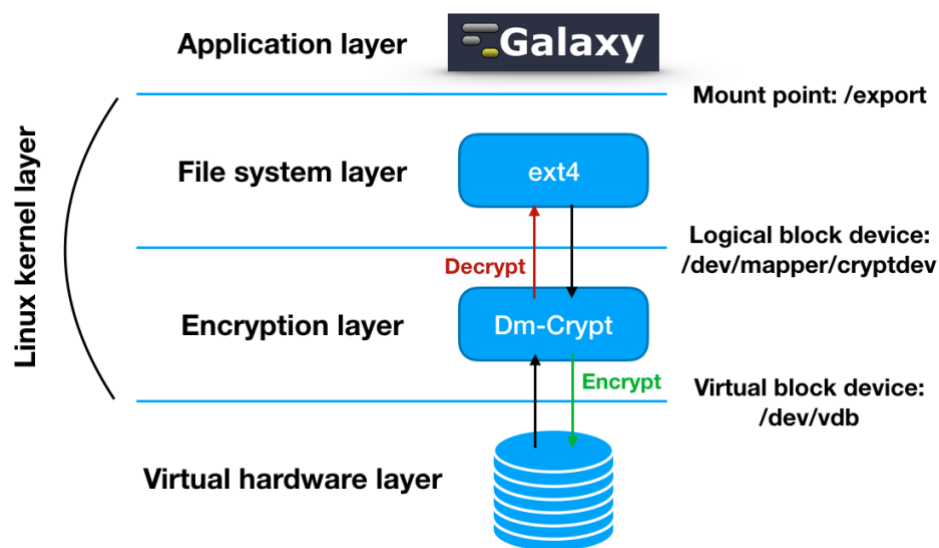 Application layer
Galaxy
Mount point: /export
Linux kernel layer
File system layer
ext4
Logical block device:
/dev/mapper/cryptdev
Decrypt
Encryption layer
Dm-Crypt
Encrypt
Virtual block device:
/dev/vdb
Virtual hardware layer